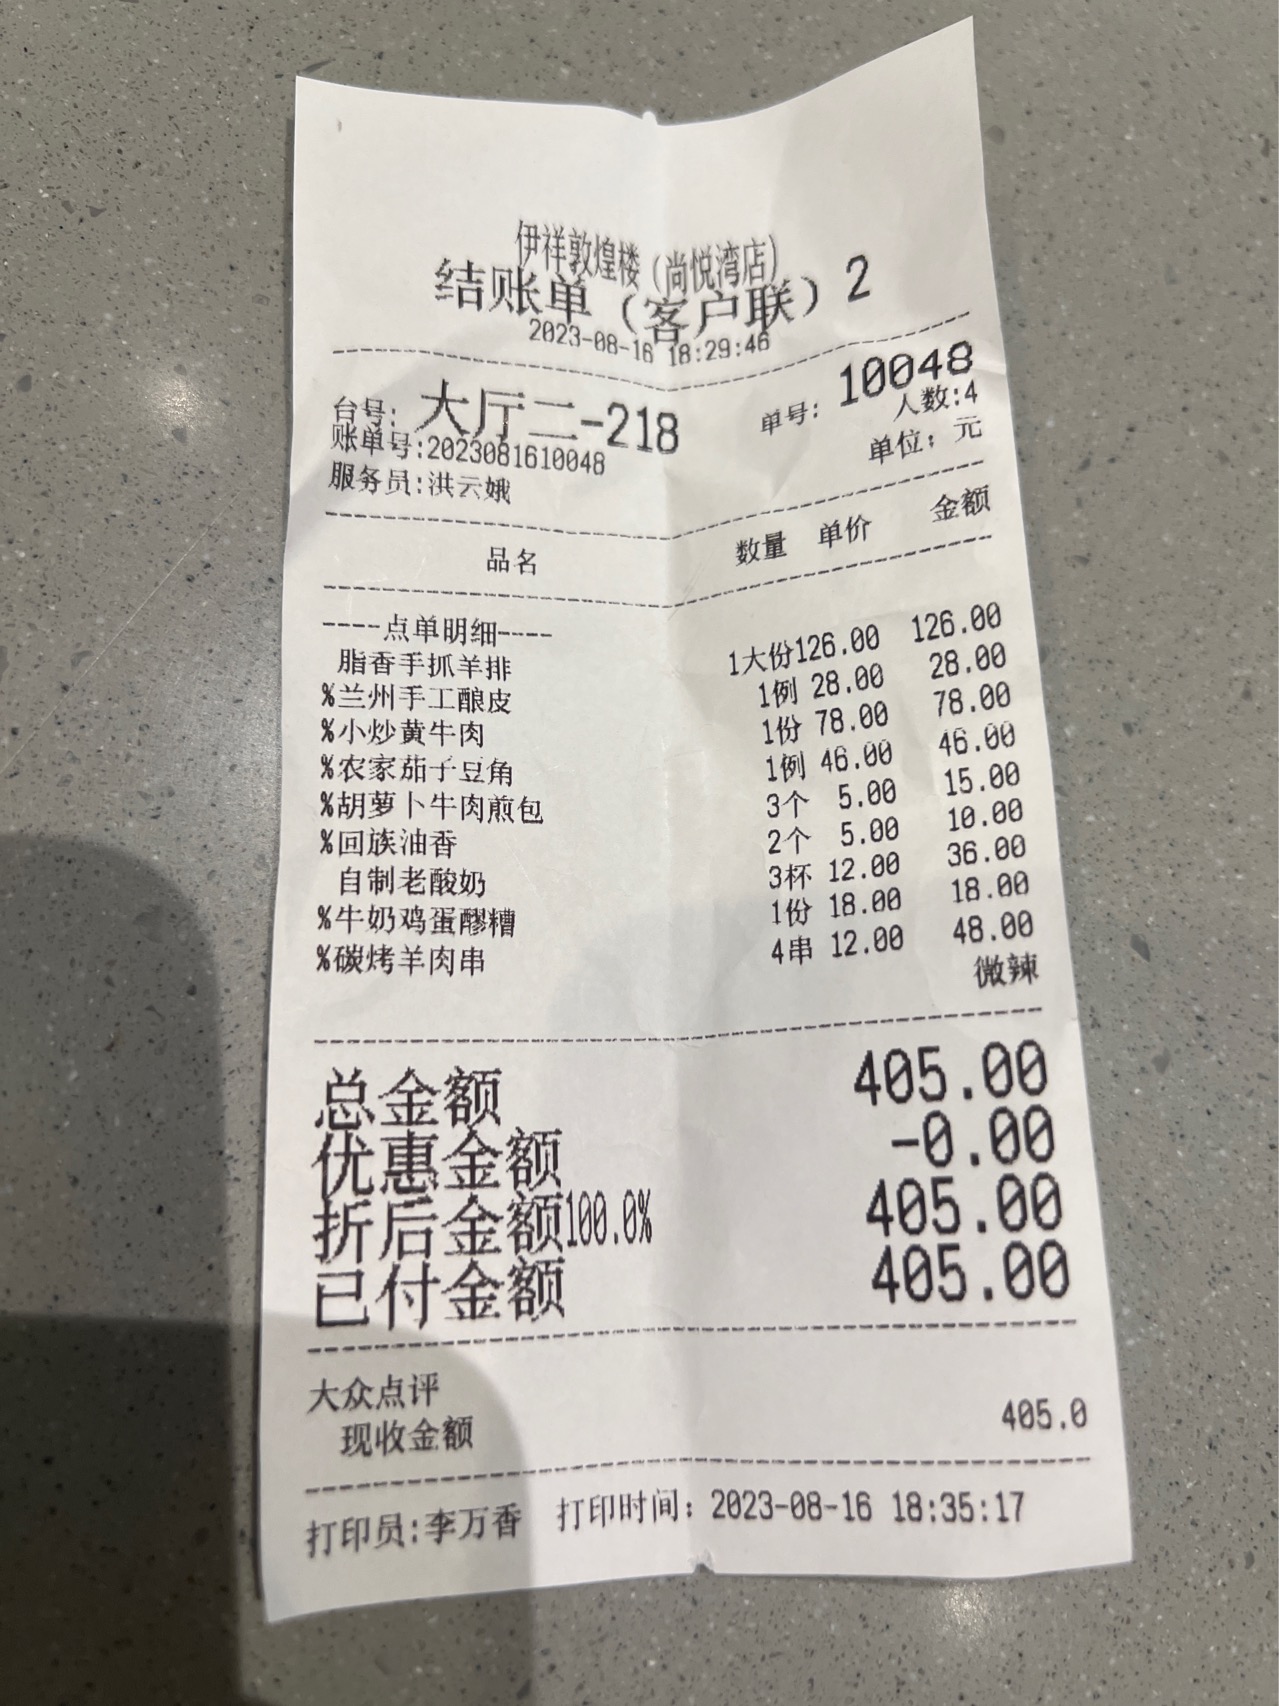 伊祥敦煌楼（尚悦湾店）
结账单（客户联）2
2023-08-16 18:29:46
台号: 大厅二-218 单号: 10048
账单号:2023081610048 人数:4
服务员:洪云娥 单位: 元
品名 数量 单价 金额
----点单明细----
脂香手抓羊排 1大份126.00 126.00
%兰州手工酿皮 1例 28.00 28.00
%小炒黄牛肉 1份 78.00 78.00
%农家茄子豆角 1例 46.00 46.00
%胡萝卜牛肉煎包 3个 5.00 15.00
%回族油香 2个 5.00 10.00
自制老酸奶 3杯 12.00 36.00
%牛奶鸡蛋醪糟 1份 18.00 18.00
%碳烤羊肉串 4串 12.00 48.00
微辣
总金额 405.00
优惠金额 -0.00
折后金额100.0% 405.00
已付金额 405.00
大众点评
现收金额 405.0
打印员:李万香 打印时间: 2023-08-16 18:35:17